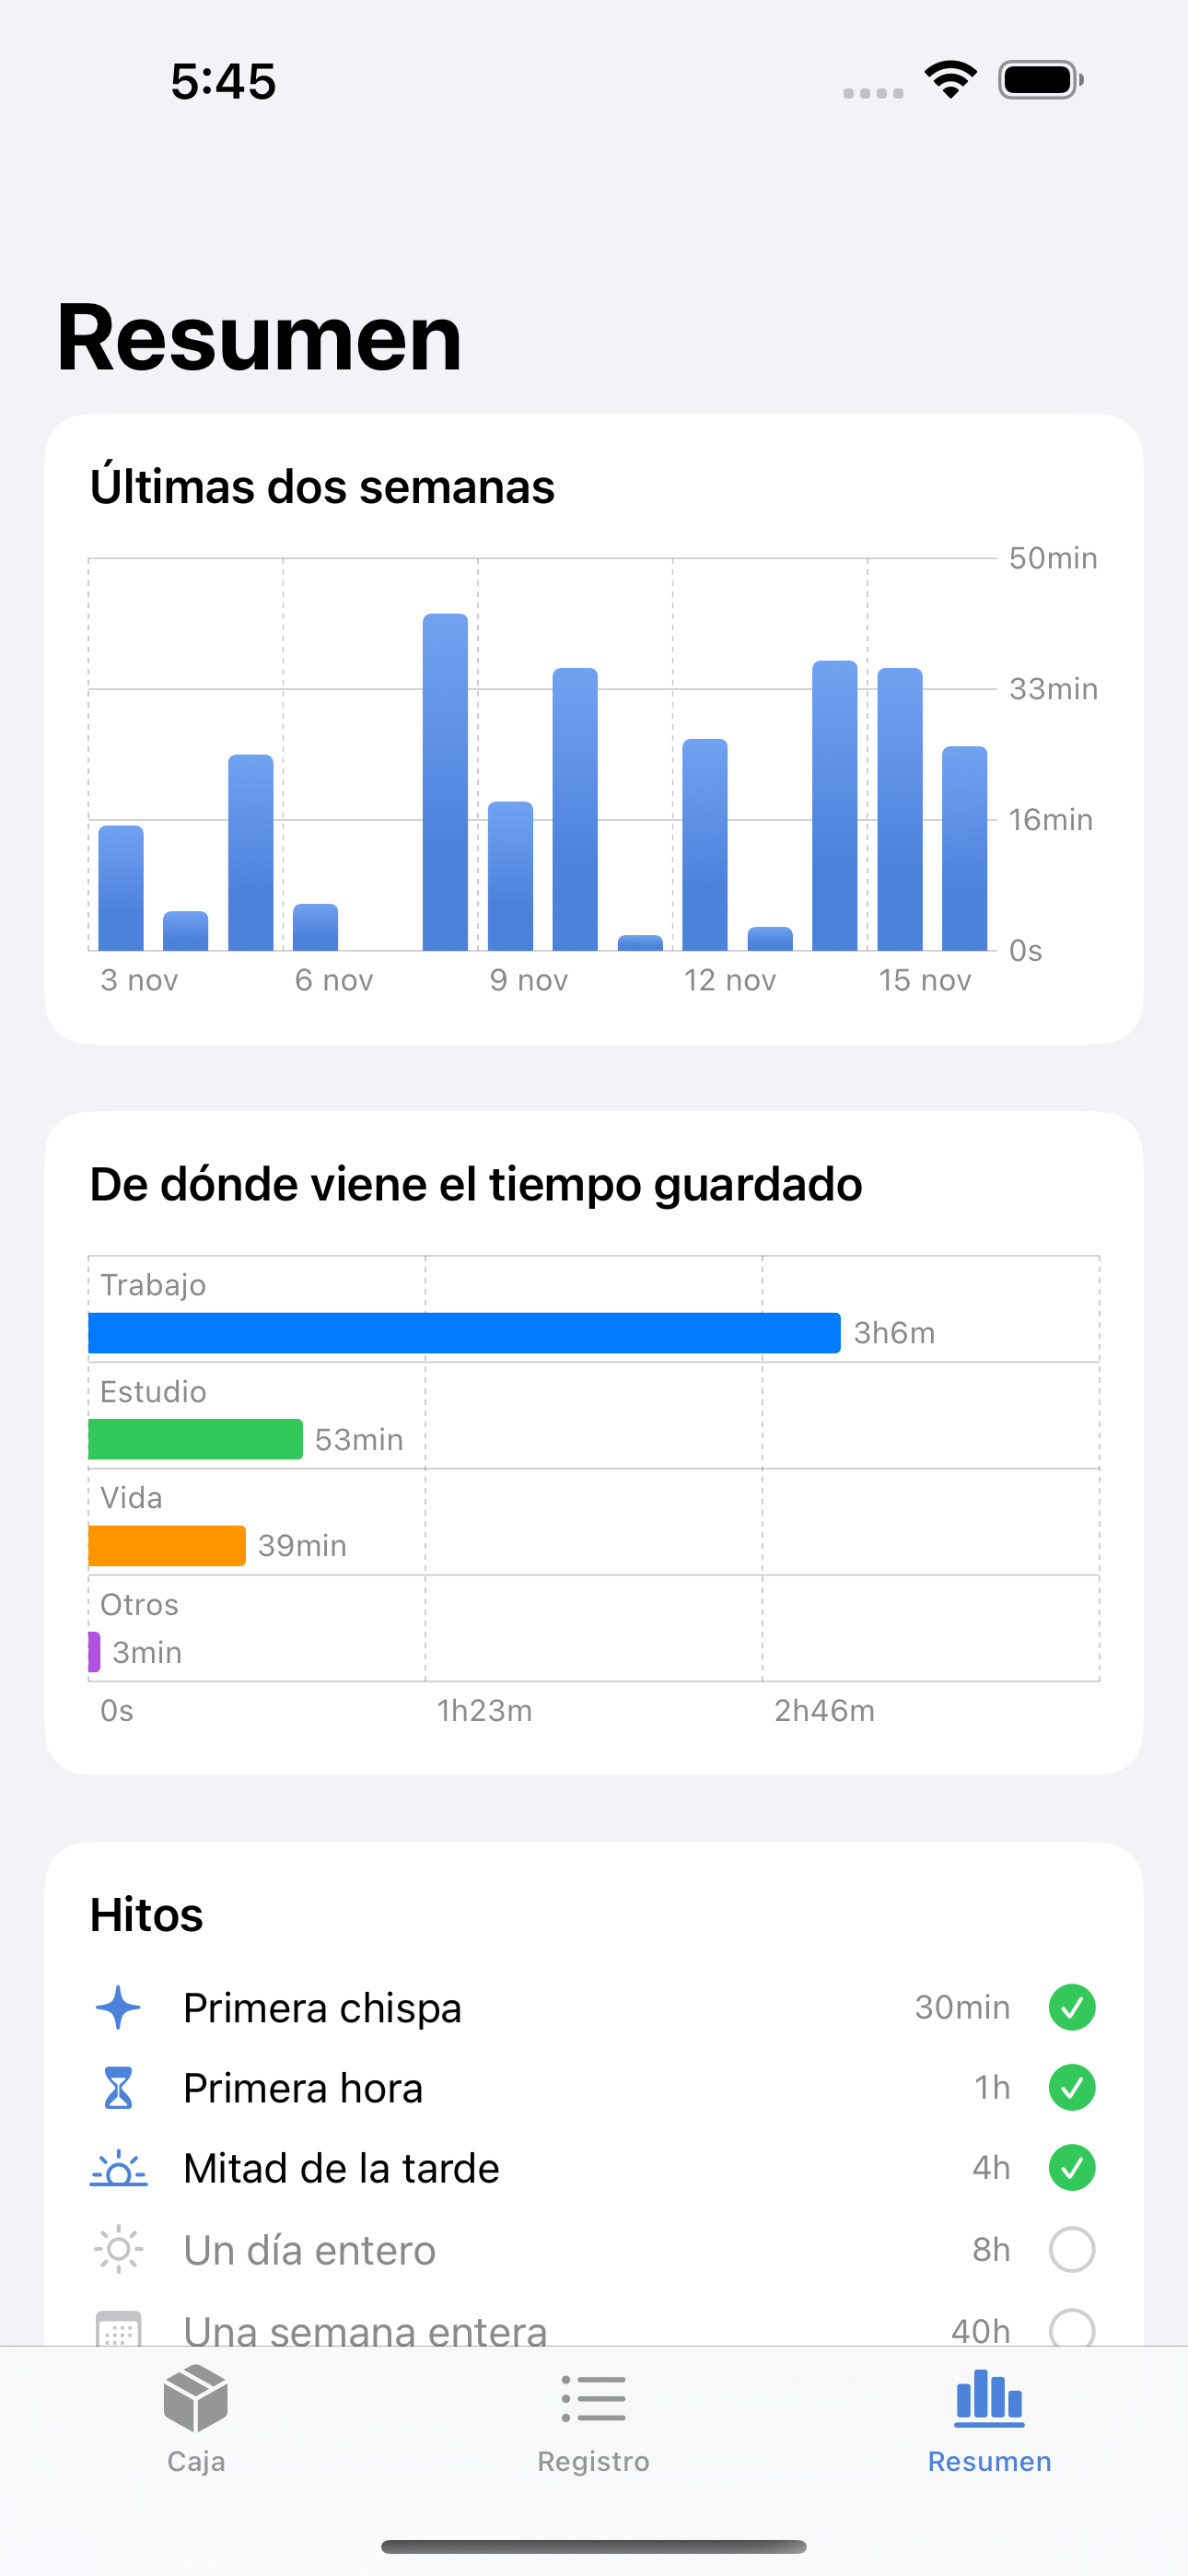 5:45
Resumen
Últimas dos semanas
50min
33min
16min
0s
3 nov 6 nov 9 nov 12 nov 15 nov
De dónde viene el tiempo guardado
Trabajo
3h6m
Estudio
53min
Vida
39min
Otros
3min
0s 1h23m 2h46m
Hitos
Primera chispa 30min
Primera hora 1h
Mitad de la tarde 4h
Un día entero 8h
Una semana entera 40h
Caja Registro Resumen